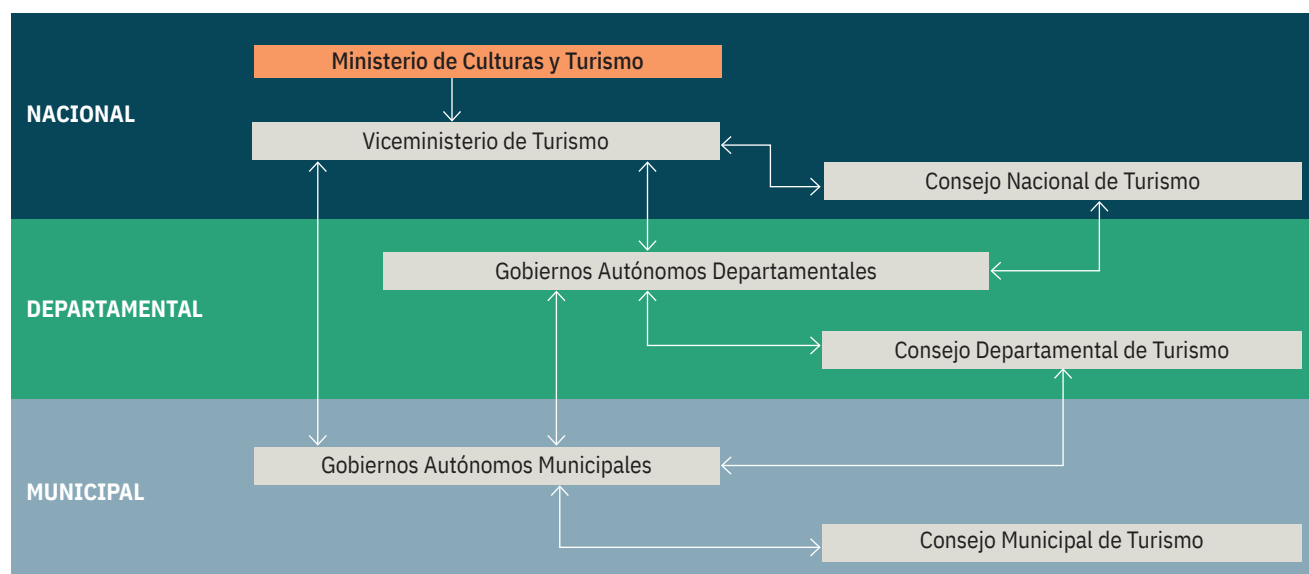 Ministerio de Culturas y Turismo
NACIONAL
Viceministerio de Turismo
Consejo Nacional de Turismo
Gobiernos Autónomos Departamentales
DEPARTAMENTAL
Consejo Departamental de Turismo
Gobiernos Autónomos Municipales
MUNICIPAL
Consejo Municipal de Turismo